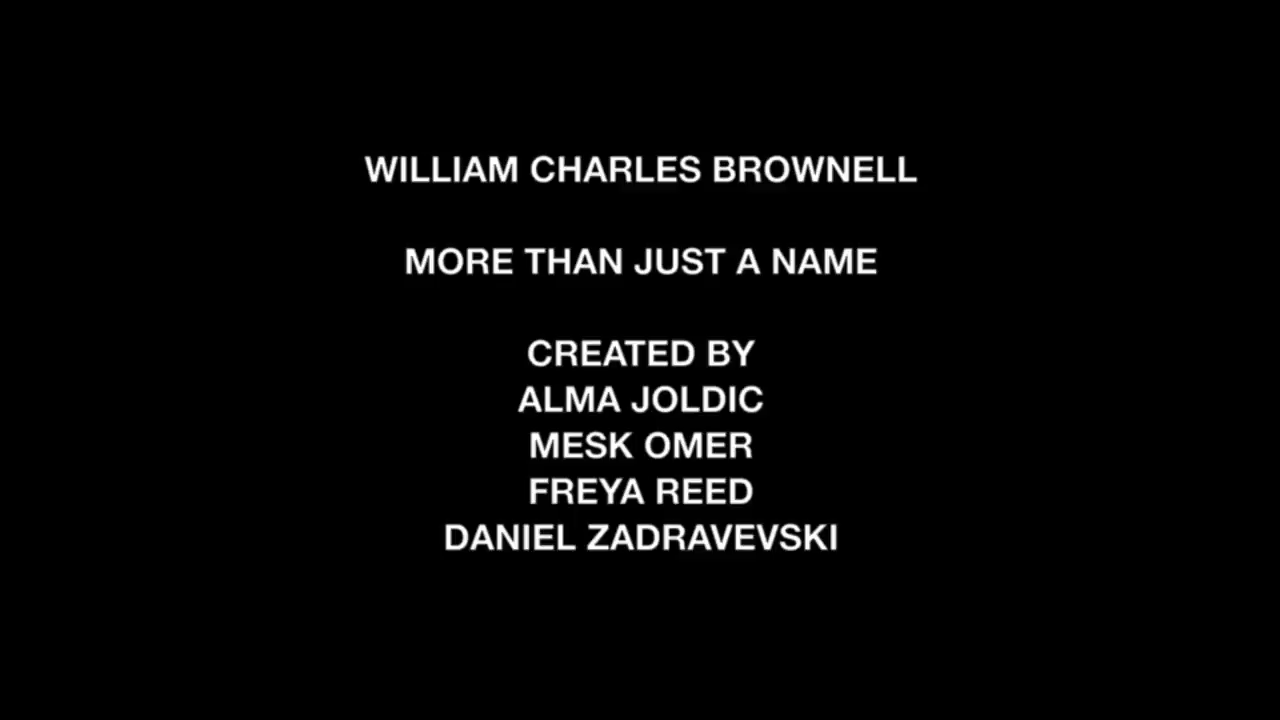 WILLIAM CHARLES BROWNELL
MORE THAN JUST A NAME
CREATED BY
ALMA JOLDIC
MESK OMER
FREYA REED
DANIEL ZADRAVEVSKI